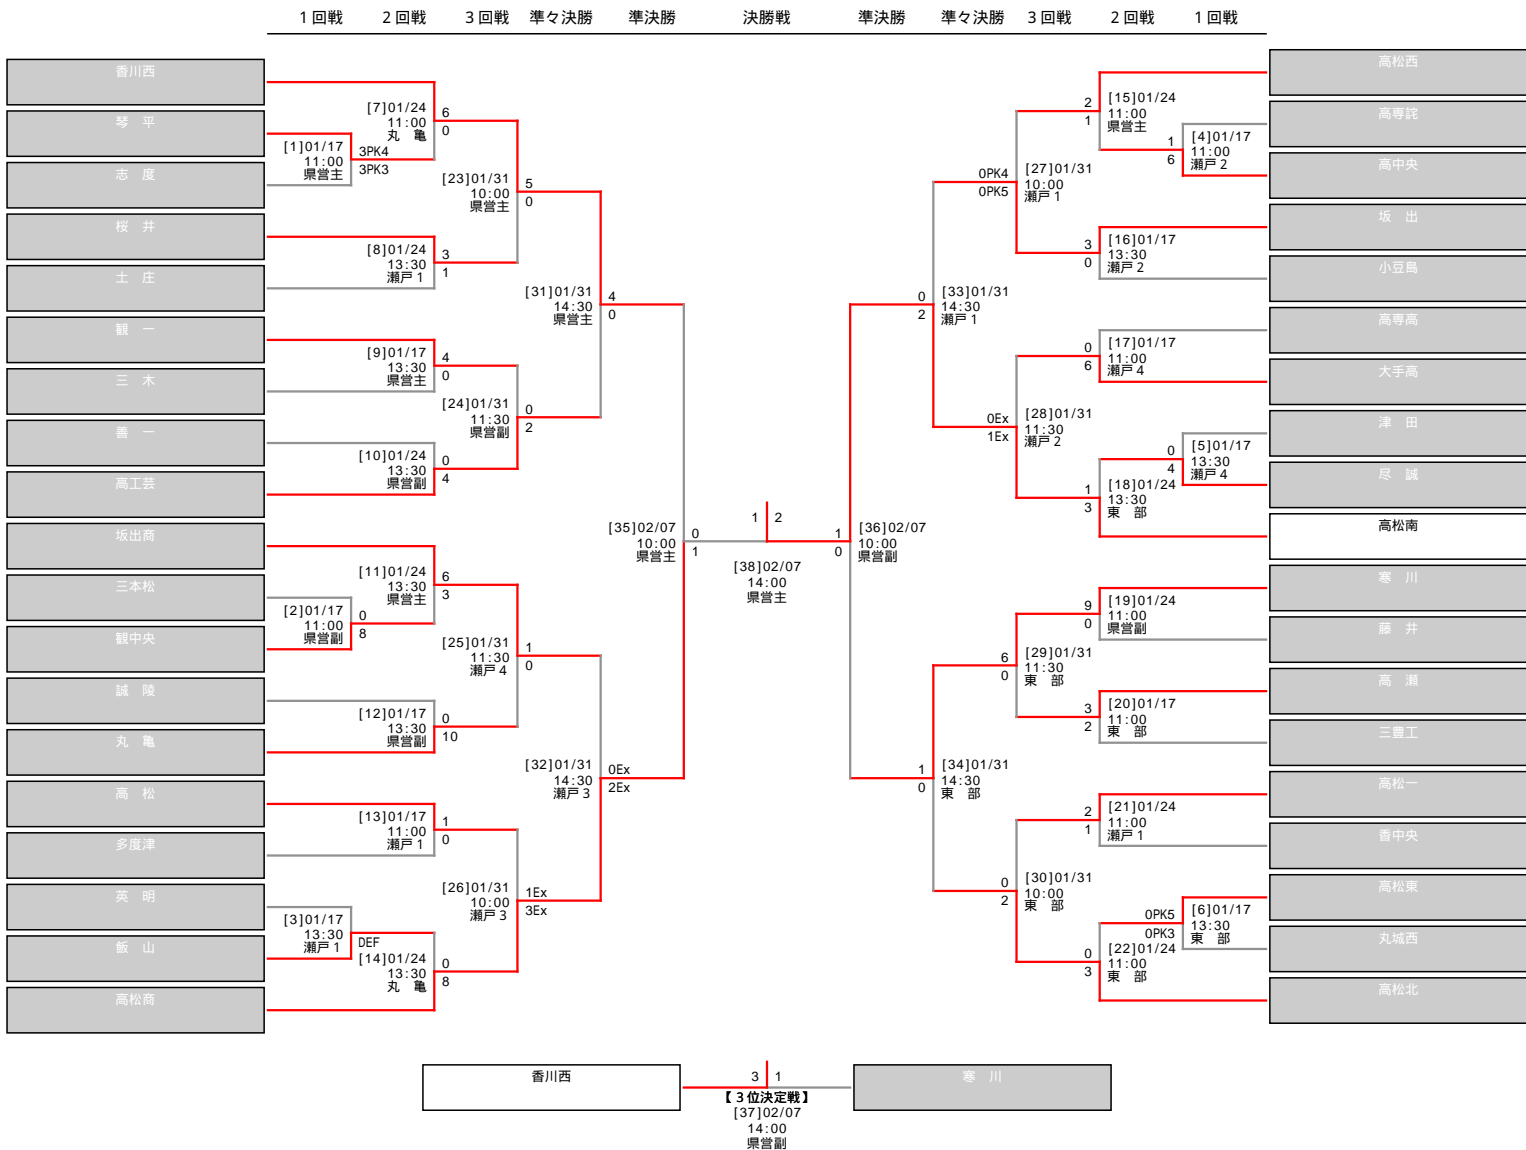 1回戦 2回戦 3回戦 準々決勝 準決勝 決勝戦 準決勝 準々決勝 3回戦 2回戦 1回戦
香川西
琴 平
志 度
桜 井
土 庄
観 一
三 木
善 一
高工芸
坂出商
三本松
観中央
誠 陵
丸 亀
高 松
多度津
英 明
飯 山
高松商
[1]01/17
11:00
県営主
3PK4
3PK3
[2]01/17
11:00
県営副
0
8
[3]01/17
13:30
瀬戸1
DEF
[7]01/24
11:00
丸 亀
6
0
[8]01/24
13:30
瀬戸1
3
1
[9]01/17
13:30
県営主
4
0
[10]01/24
13:30
県営副
0
4
[11]01/24
13:30
県営主
6
3
[12]01/17
13:30
県営副
0
10
[13]01/17
11:00
瀬戸1
1
0
[14]01/24
13:30
丸 亀
0
8
[23]01/31
10:00
県営主
5
0
[24]01/31
11:30
県営副
0
2
[25]01/31
11:30
瀬戸4
1
0
[26]01/31
10:00
瀬戸3
1Ex
3Ex
[31]01/31
14:30
県営主
4
0
[32]01/31
14:30
瀬戸3
0Ex
2Ex
[35]02/07
10:00
県営主
0
1
1 2
[38]02/07
14:00
県営主
1
0
[36]02/07
10:00
県営副
0
2
[33]01/31
14:30
瀬戸1
1
0
[34]01/31
14:30
東 部
0PK4
0PK5
[27]01/31
10:00
瀬戸1
0Ex
1Ex
[28]01/31
11:30
瀬戸2
6
0
[29]01/31
11:30
東 部
0
2
[30]01/31
10:00
東 部
2
1
[15]01/24
11:00
県営主
3
0
[16]01/17
13:30
瀬戸2
0
6
[17]01/17
11:00
瀬戸4
1
3
[18]01/24
13:30
東 部
9
0
[19]01/24
11:00
県営副
3
2
[20]01/17
11:00
東 部
2
1
[21]01/24
11:00
瀬戸1
0
3
[22]01/24
11:00
東 部
1
6
[4]01/17
11:00
瀬戸2
0
4
[5]01/17
13:30
瀬戸4
0PK5
0PK3
[6]01/17
13:30
東 部
高松西
高専詫
高中央
坂 出
小豆島
高専高
大手高
津 田
尽 誠
高松南
寒 川
藤 井
高 瀬
三豊工
高松一
香中央
高松東
丸城西
高松北
香川西
3 1
寒 川
【3位決定戦】
[37]02/07
14:00
県営副